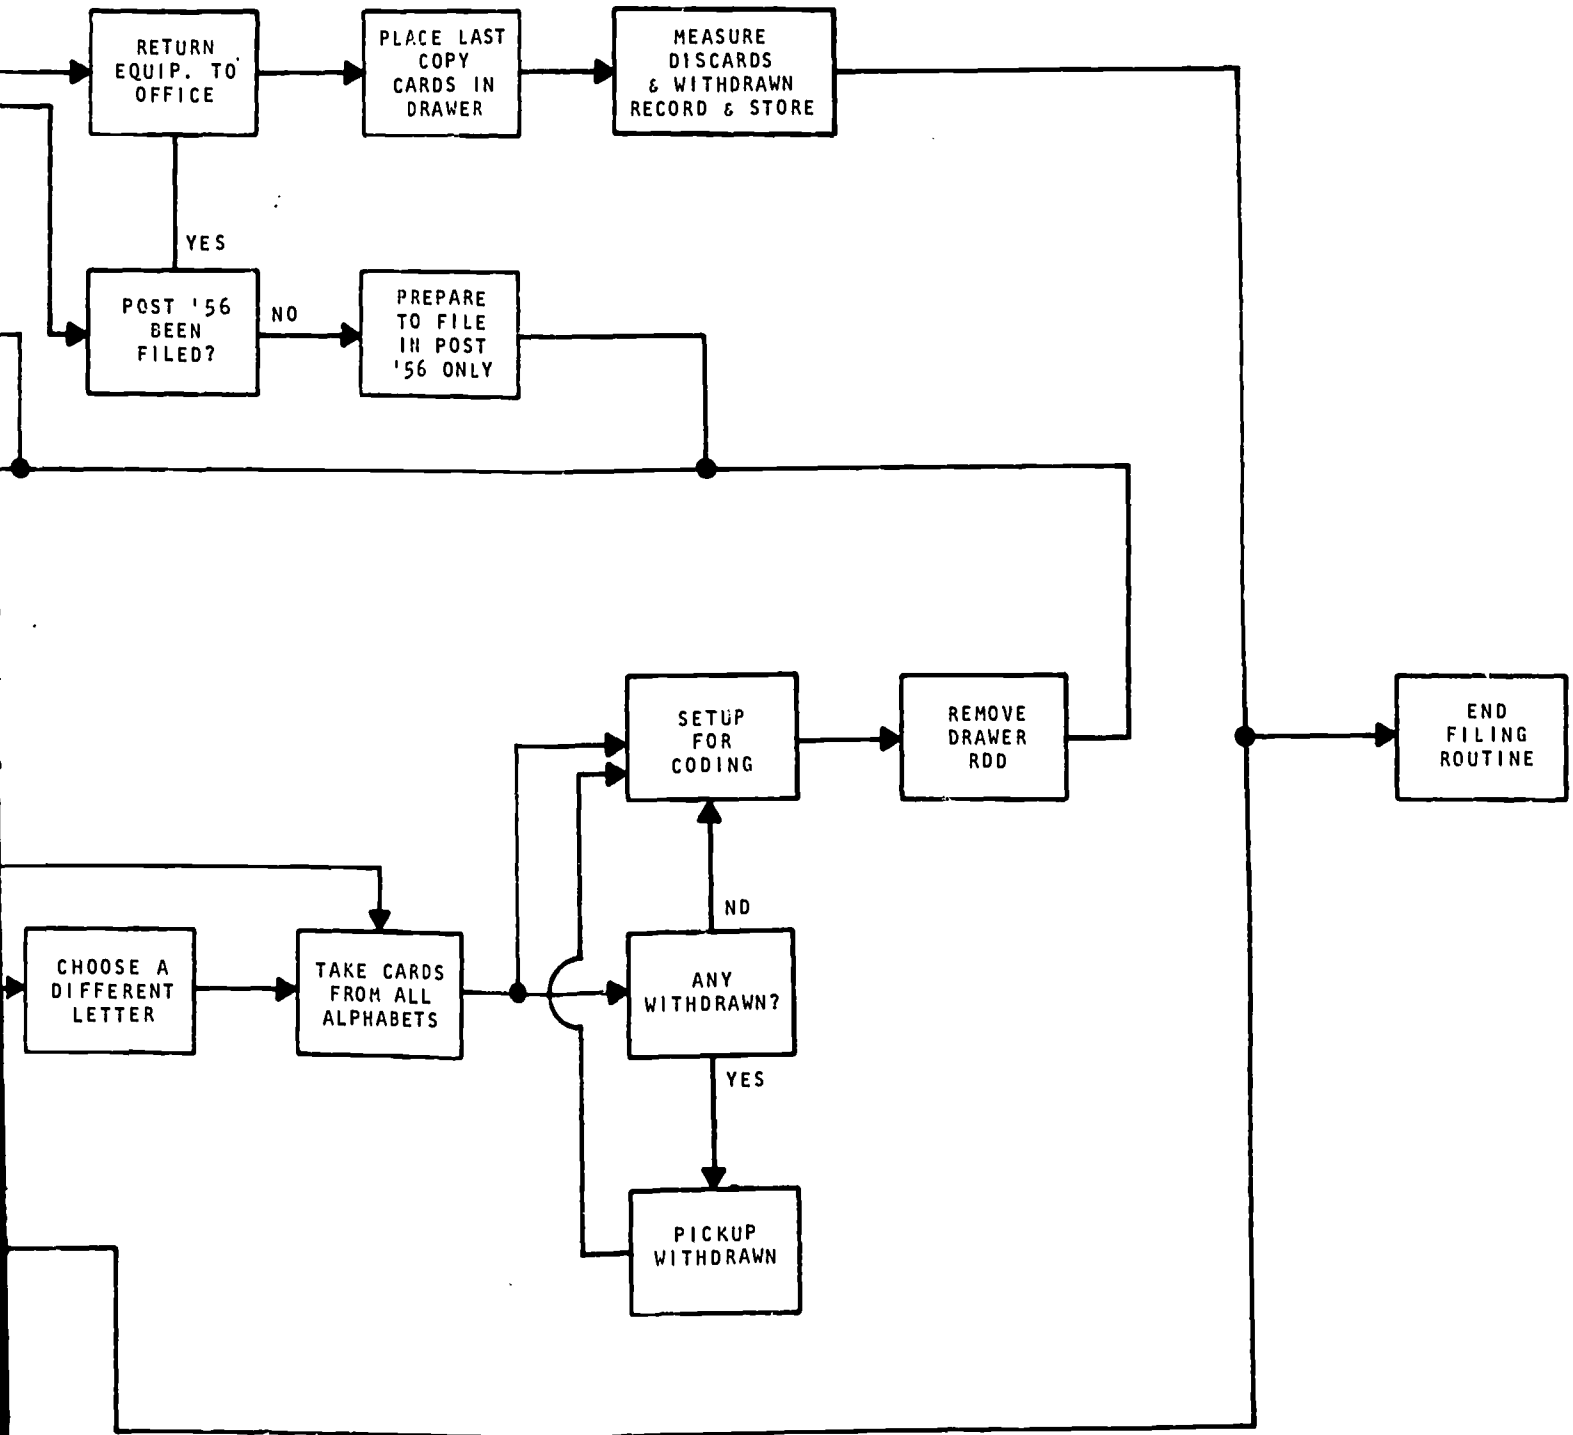 RETURN
EQUIP. TO
OFFICE
PLACE LAST
COPY
CARDS IN
DRAWER
MEASURE
DISCARDS
& WITHDRAWN
RECORD & STORE
YES
POST '56
BEEN
FILED?
NO
PREPARE
TO FILE
IN POST
'56 ONLY
SETUP
FOR
CODING
REMOVE
DRAWER
RDD
END
FILING
ROUTINE
ND
CHOOSE A
DIFFERENT
LETTER
TAKE CARDS
FROM ALL
ALPHABETS
ANY
WITHDRAWN?
YES
PICKUP
WITHDRAWN